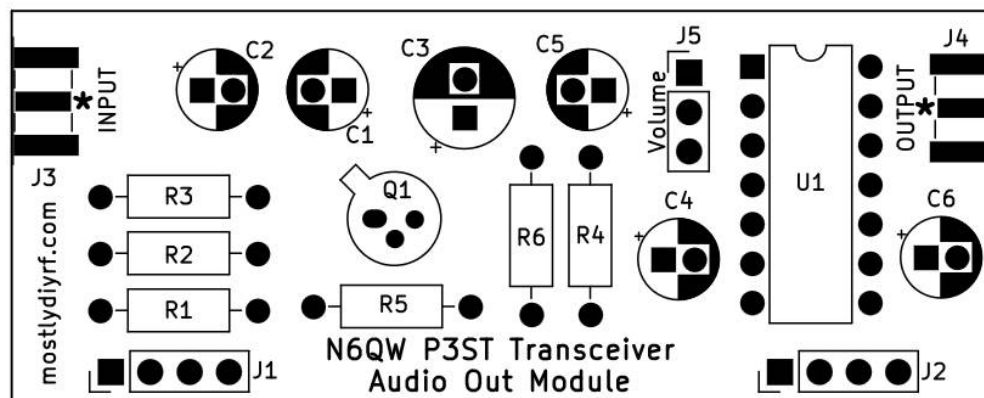 C2
C3
C5
J5
J4
INPUT
C1
Volume
OUTPUT
*
*
J3
R3
Q1
U1
C4
C6
R2
R6
R4
mostlydiyrf.com
R1
R5
J1
N6QW P3ST Transceiver
Audio Out Module
J2
+
+
+
+
+
+